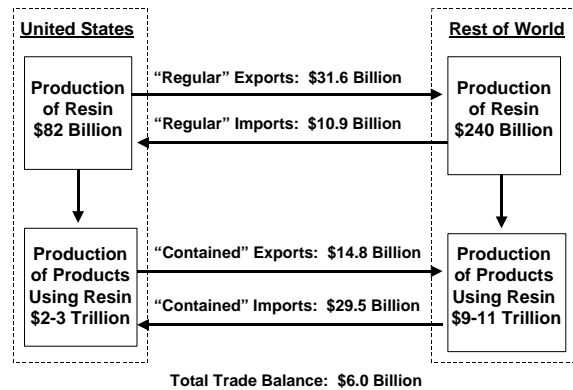 United States
Rest of World
Production
of Resin
$82 Billion
“Regular” Exports:  $31.6 Billion
“Regular” Imports:  $10.9 Billion
Production
of Resin
$240 Billion
Production
of Products
Using Resin
$2-3 Trillion
“Contained” Exports:  $14.8 Billion
“Contained” Imports:  $29.5 Billion
Production
of Products
Using Resin
$9-11 Trillion
Total Trade Balance:  $6.0 Billion